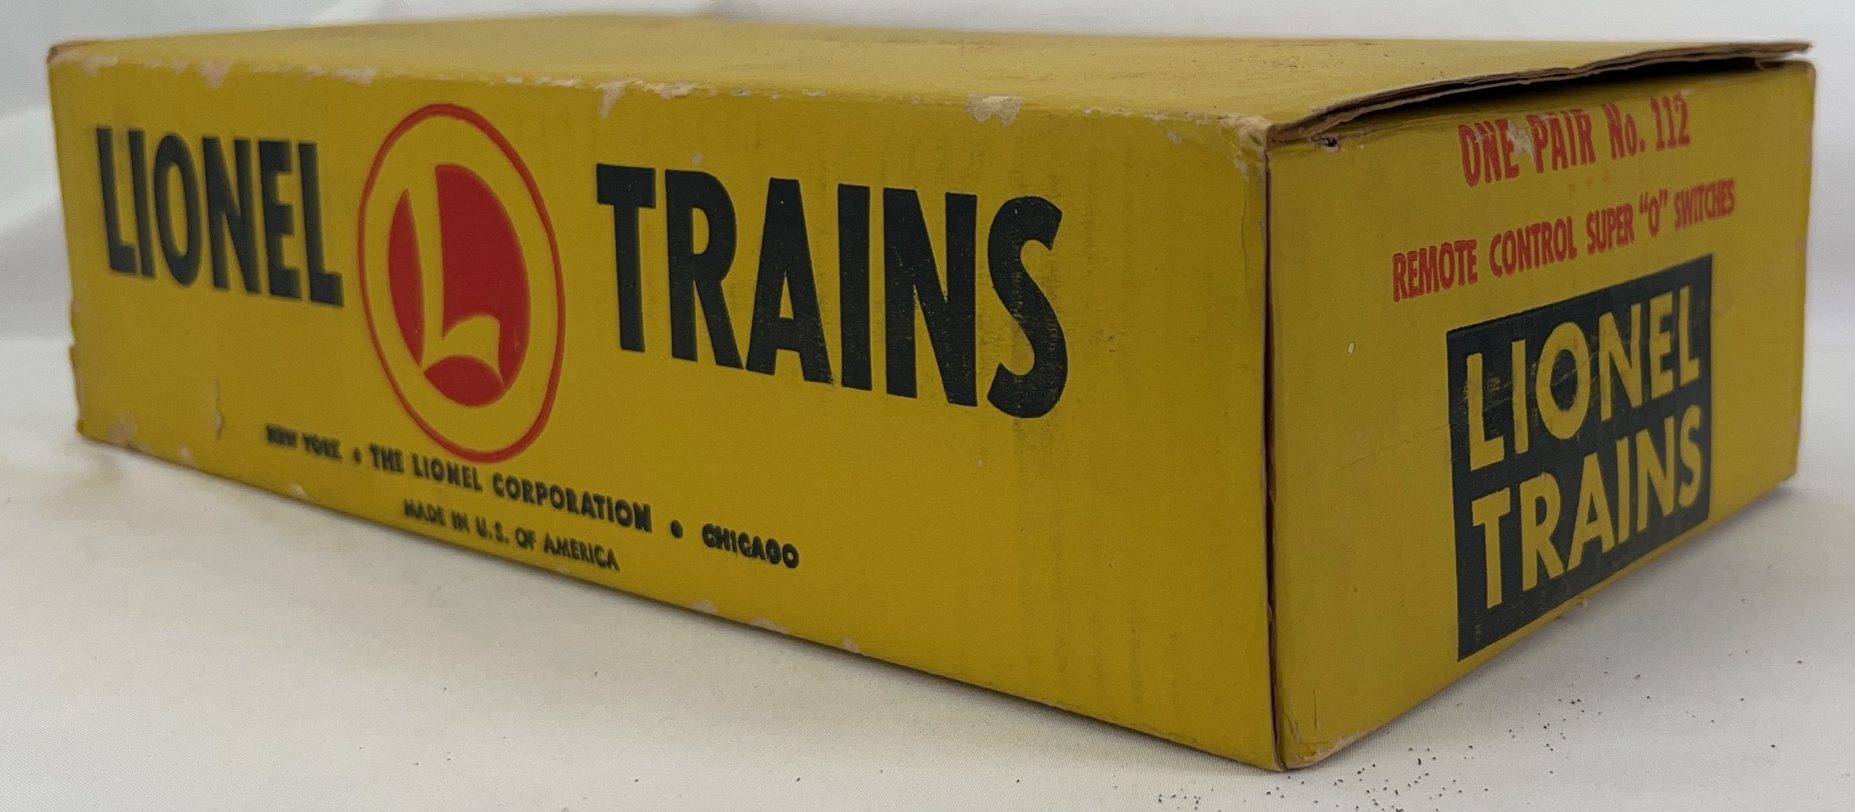 LIONEL L TRAINS
NEW YORK • THE LIONEL CORPORATION • CHICAGO
MADE IN U.S. OF AMERICA
ONE PAIR No. 112
REMOTE CONTROL SUPER "O" SWITCHES
LIONEL
TRAINS